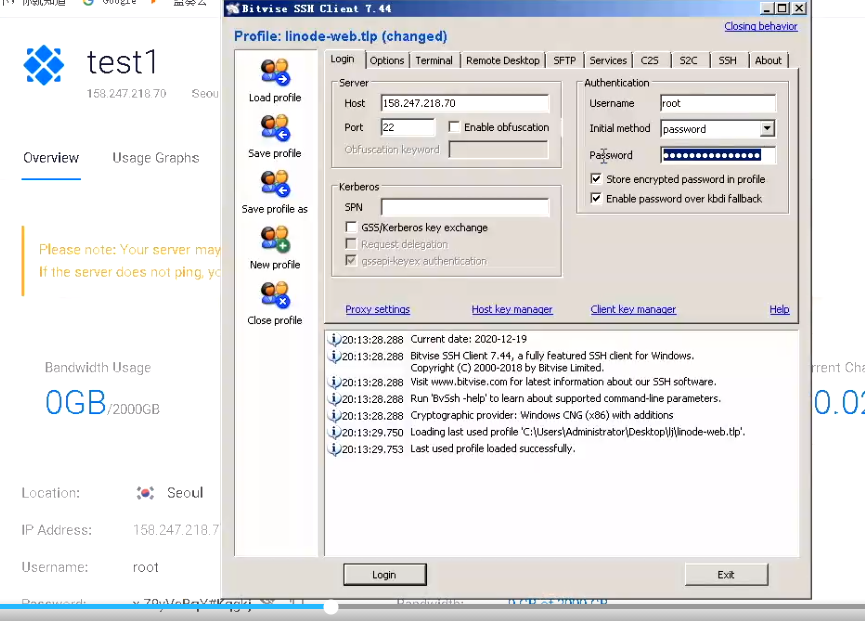 Google
Bitvise SSH Client 7.44
Closing behavior
Profile: linode-web.tlp (changed)
test1
158.247.218.70 Seou
Overview
Usage Graphs
Please note: Your server may
If the server does not ping, yo
Bandwidth Usage
0GB/2000GB
Location: Seoul
IP Address: 158.247.218.7
Username: root
Password:
Load profile
Save profile
Save profile as
New profile
Close profile
Login Options Terminal Remote Desktop SFTP Services C2S S2C SSH About
Server
Host 158.247.218.70
Port 22 Enable obfuscation
Obfuscation keyword
Kerberos
SPN
GSS/Kerberos key exchange
Request delegation
gssapi-keyex authentication
Authentication
Username root
Initial method password
Password ●●●●●●●●●●●●●●●●
Store encrypted password in profile
Enable password over kbdi fallback
Proxy settings Host key manager Client key manager Help
20:13:28.288 Current date: 2020-12-19
20:13:28.288 Bitvise SSH Client 7.44, a fully featured SSH client for Windows.
Copyright (C) 2000-2018 by Bitvise Limited.
20:13:28.288 Visit www.bitvise.com for latest information about our SSH software.
20:13:28.288 Run 'BvSsh -help' to learn about supported command-line parameters.
20:13:28.288 Cryptographic provider: Windows CNG (x86) with additions
20:13:29.750 Loading last used profile 'C:\Users\Administrator\Desktop\lj\linode-web.tlp'.
20:13:29.753 Last used profile loaded successfully.
Login Exit
rrent Cha
0.02
Bandwidth: 0 GB of 2000 GB